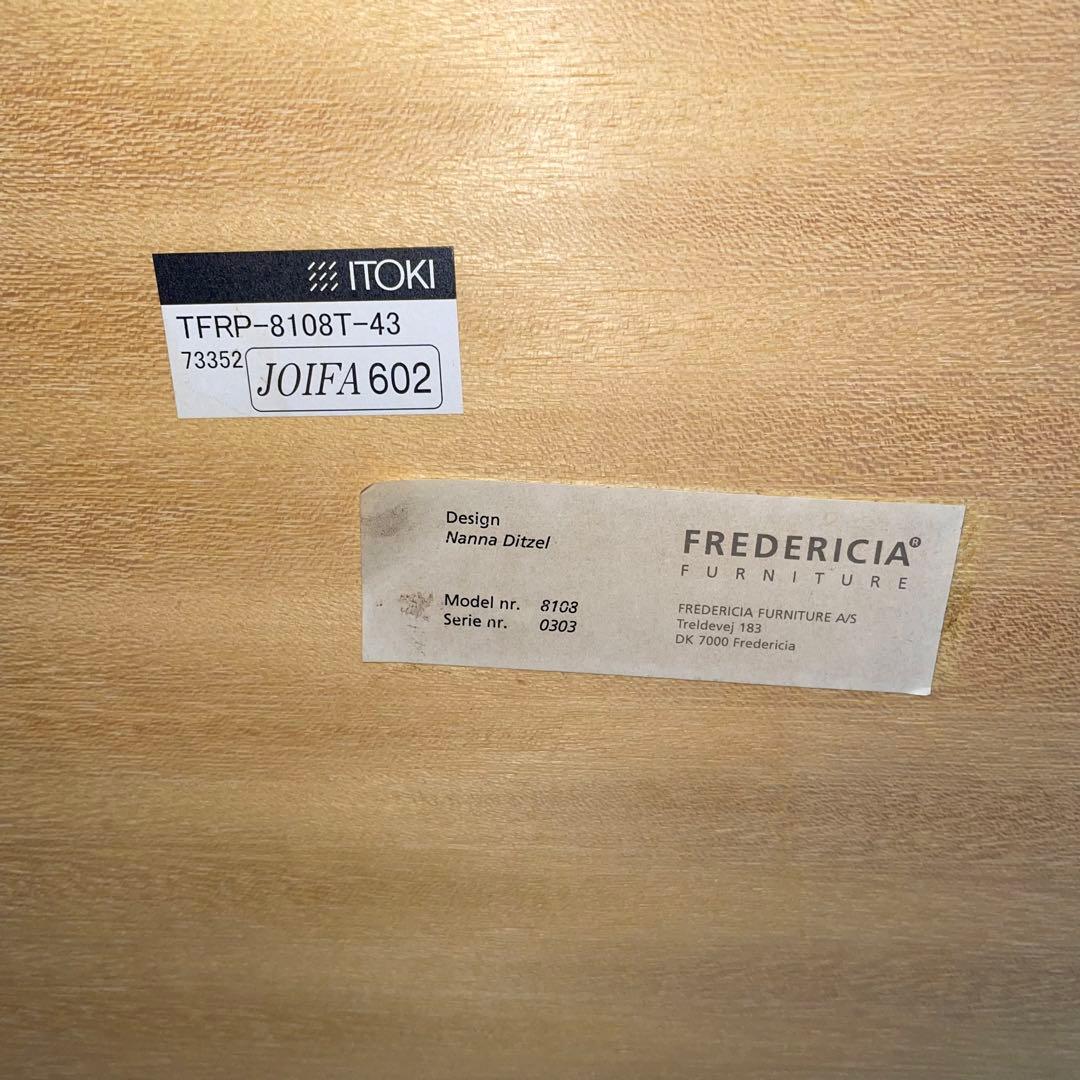 ITOKI
TFRP-8108T-43
73352
JOIFA 602
Design
Nanna Ditzel
Model nr. 8108
Serie nr. 0303
FREDERICIA®
FURNITURE
FREDERICIA FURNITURE A/S
Treldevej 183
DK 7000 Fredericia